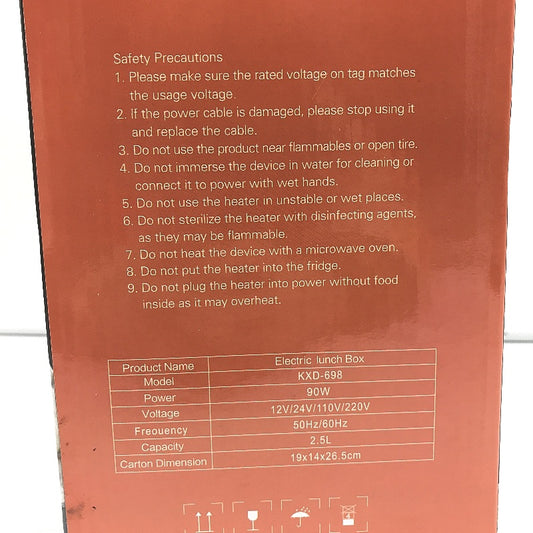 Safety Precautions
1. Please make sure the rated voltage on tag matches
the usage voltage.
2. If the power cable is damaged, please stop using it
and replace the cable.
3. Do not use the product near flammables or open tire.
4. Do not immerse the device in water for cleaning or
connect it to power with wet hands.
5. Do not use the heater in unstable or wet places.
6. Do not sterilize the heater with disinfecting agents,
as they may be flammable.
7. Do not heat the device with a microwave oven.
8. Do not put the heater into the fridge.
9. Do not plug the heater into power without food
inside as it may overheat.
Product Name Electric lunch Box
Model KXD-698
Power 90W
Voltage 12V/24V/110V/220V
Freouency 50Hz/60Hz
Capacity 2.5L
Carton Dimension 19x14x26.5cm
4